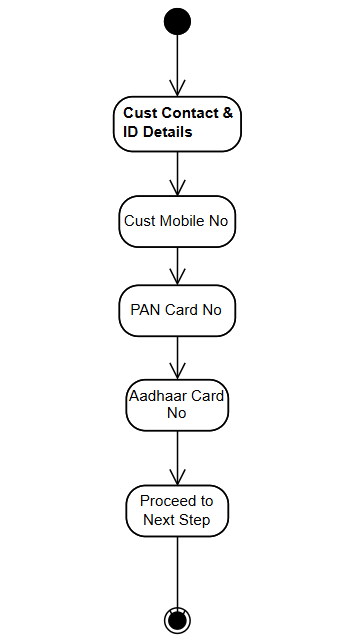 Cust Contact &
ID Details
Cust Mobile No
PAN Card No
Aadhaar Card
No
Proceed to
Next Step